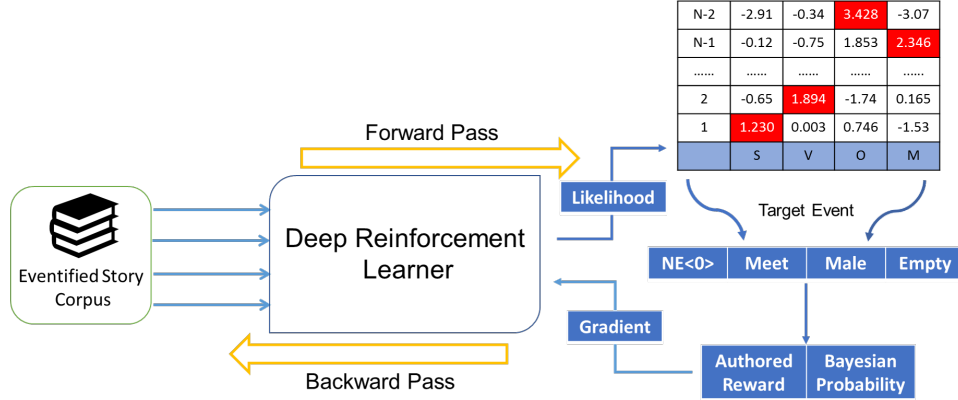 N-2 -2.91 -0.34 3.428 -3.07
N-1 -0.12 -0.75 1.853 2.346
...... ...... ...... ...... ......
2 -0.65 1.894 -1.74 0.165
1 1.230 0.003 0.746 -1.53
S V O M
Forward Pass
Likelihood
Target Event
Eventified Story
Corpus
Deep Reinforcement
Learner
NE<0> Meet Male Empty
Gradient
Authored
Reward
Bayesian
Probability
Backward Pass